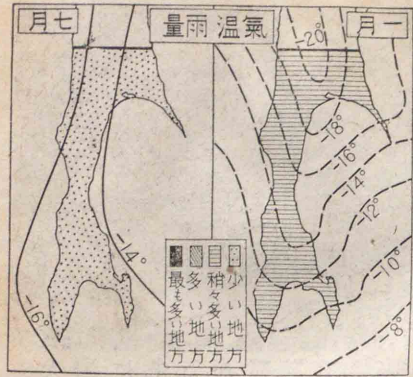 一月
氣温 雨量
七月
-20°
-18°
-16°
-14°
-12°
-10°
-8°
少い地方
稍々多い地方
多い地方
最も多い地方
-14°
-16°